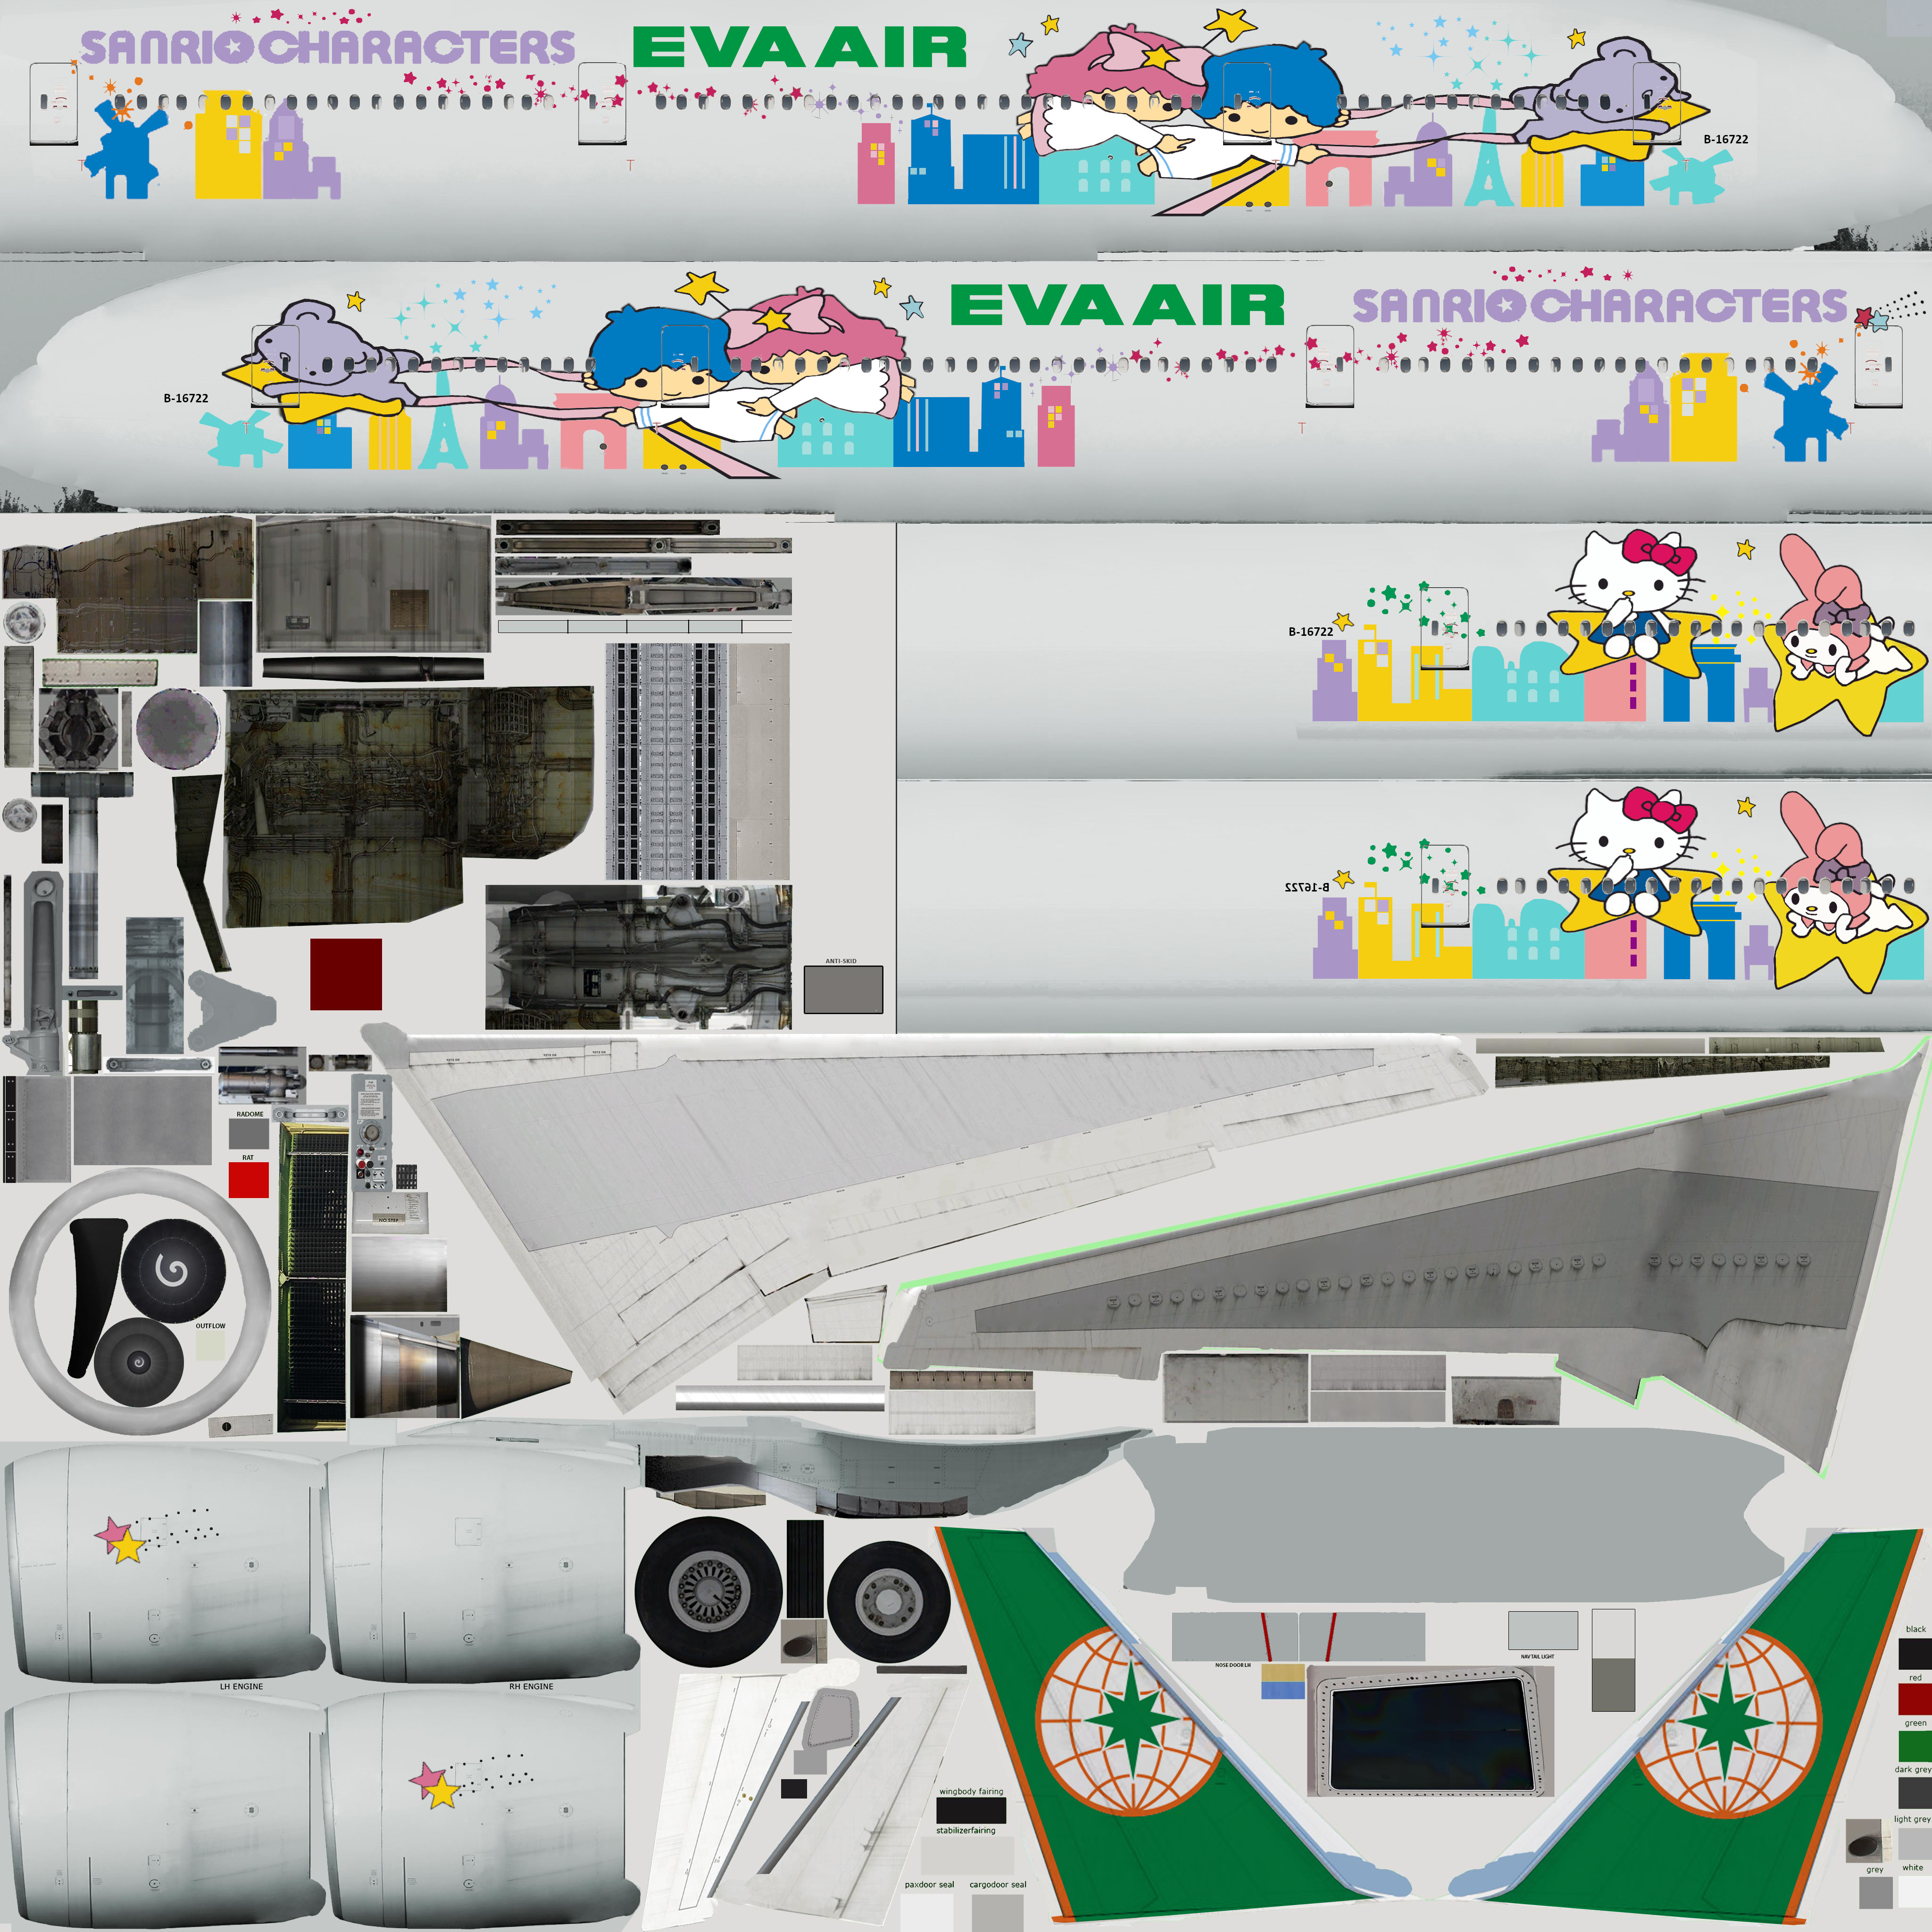 SANRIO CHARACTERS
EVA AIR
B-16722
EVA AIR
SANRIO CHARACTERS
B-16722
B-16722
B-16722
ANTI-SKID
RADOME
RAT
NO STEP
OUTFLOW
LH ENGINE
RH ENGINE
NOSE DOOR LH
NAV TAIL LIGHT
black
red
green
dark grey
light grey
white
grey
wingbody fairing
stabilizerfairing
paxdoor seal
cargodoor seal